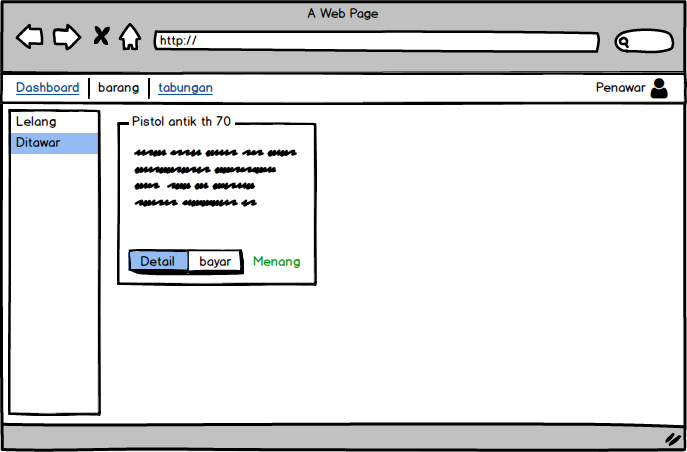 A Web Page
http://
Dashboard barang tabungan Penawar
Lelang
Ditawar
Pistol antik th 70
Detail bayar Menang